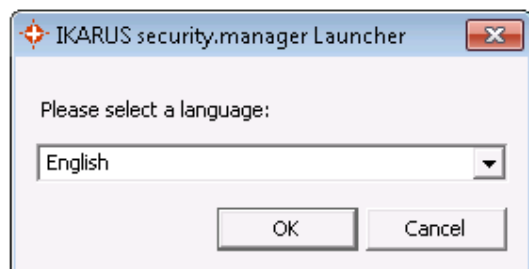 IKARUS security.manager Launcher
Please select a language:
English
OK Cancel